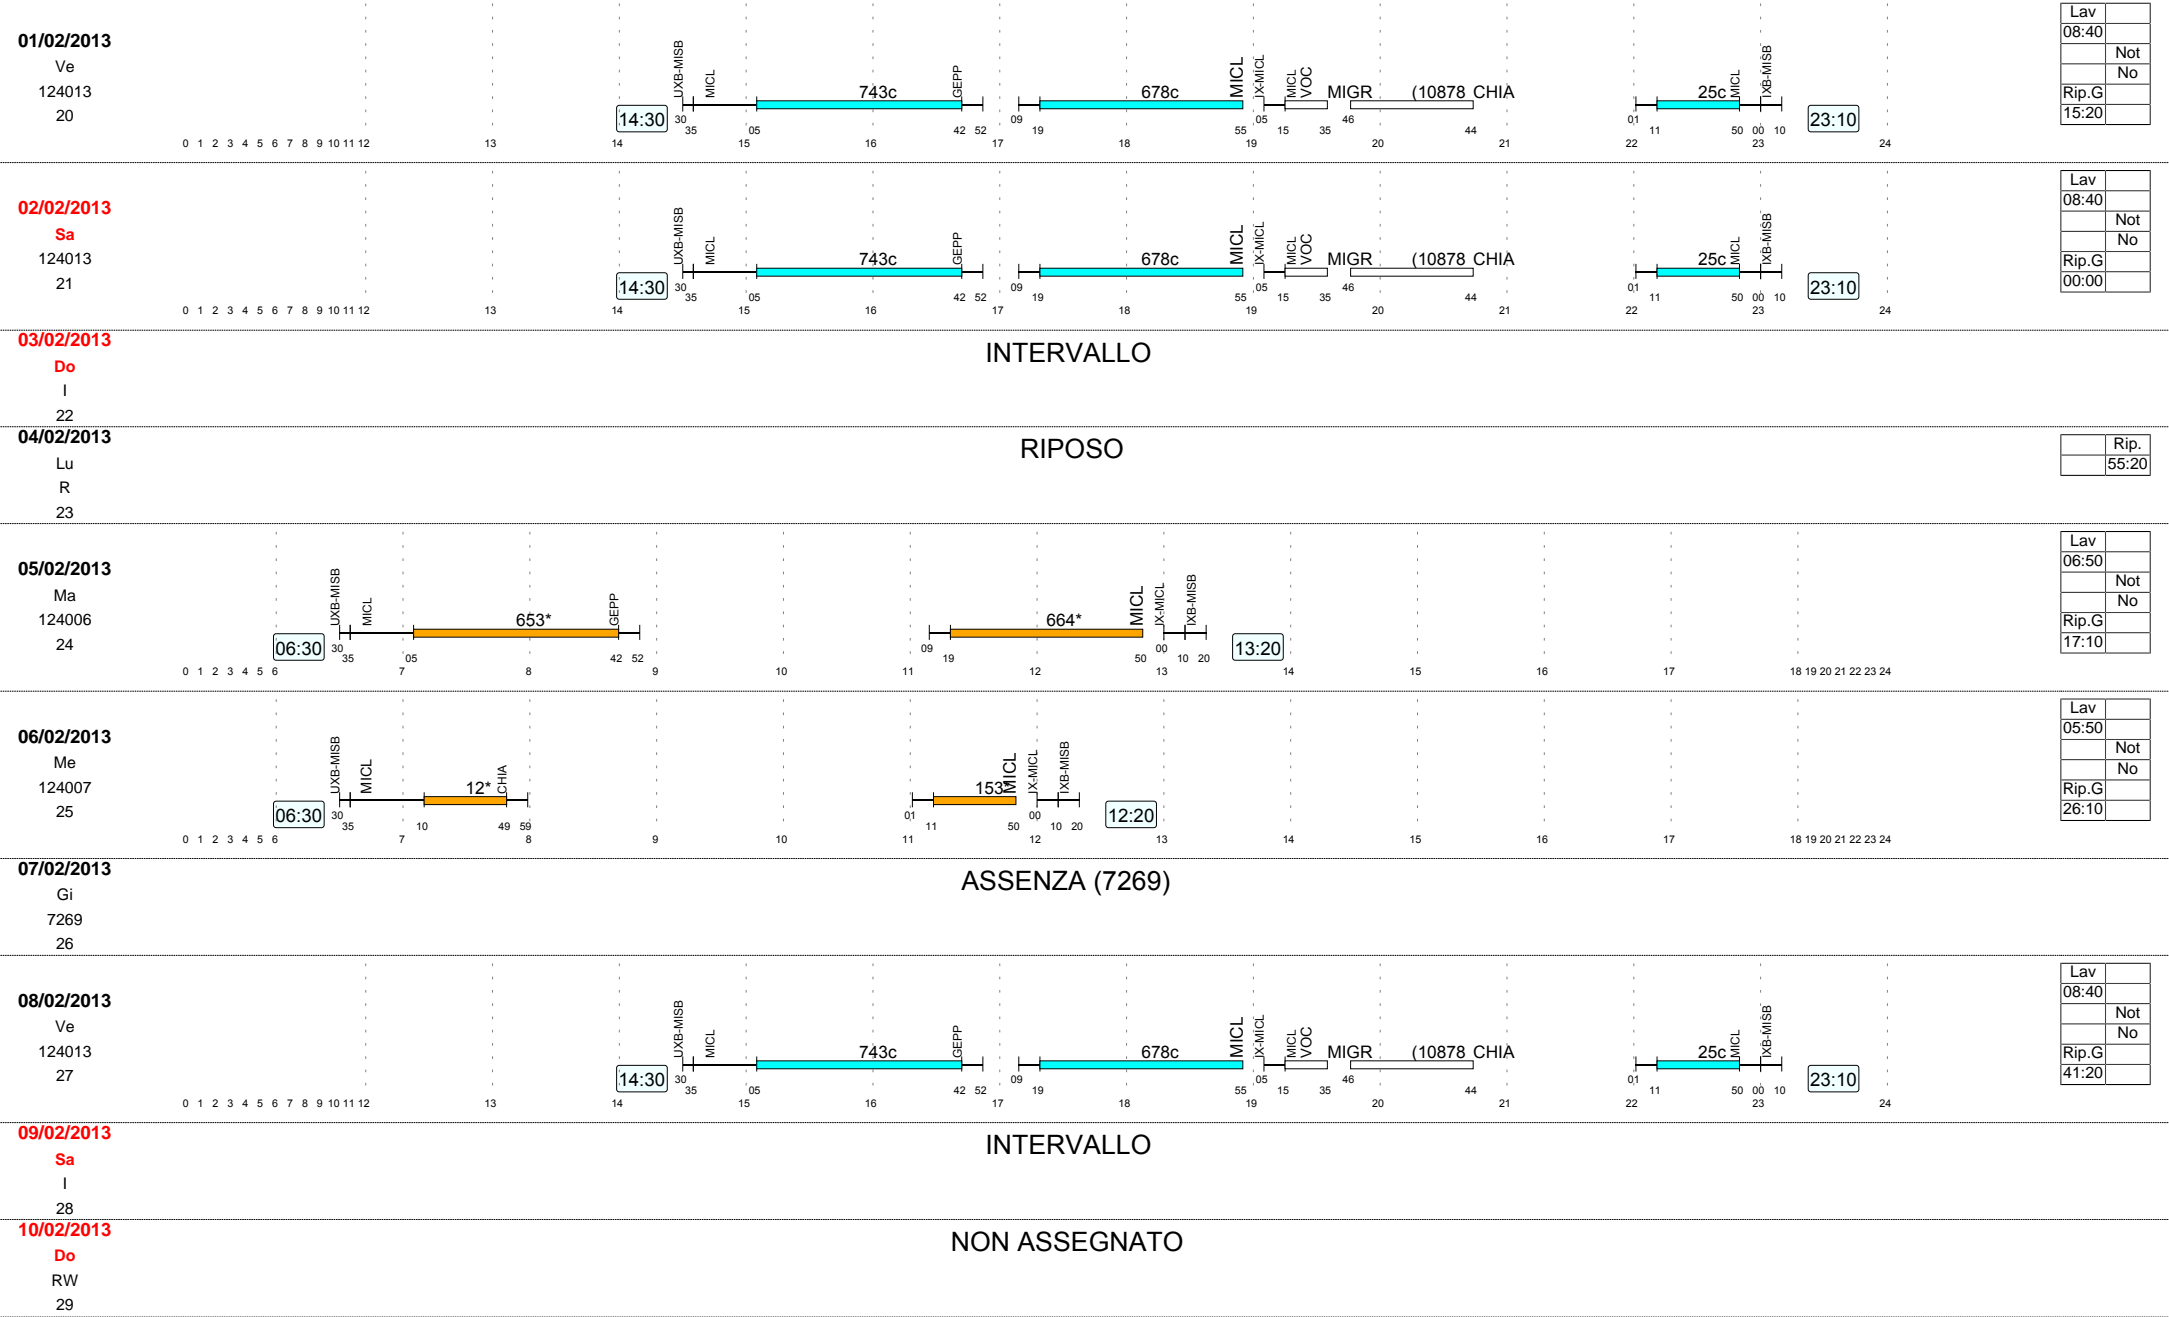 01/02/2013
Ve
124013
20
14:30
UXB-MISB
MICL
743c
GEPP
678c
MICL
IX-MICL
MICL
VOC
MIGR
(10878
CHIA
25c
MICL
IXB-MISB
23:10
30 35 05 42 52 09 19 55 05 15 35 46 44 01 11 50 00 10
0 1 2 3 4 5 6 7 8 9 10 11 12 13 14 15 16 17 18 19 20 21 22 23 24
Lav
08:40
Not
No
Rip.G
15:20
02/02/2013
Sa
124013
21
14:30
UXB-MISB
MICL
743c
GEPP
678c
MICL
IX-MICL
MICL
VOC
MIGR
(10878
CHIA
25c
MICL
IXB-MISB
23:10
30 35 05 42 52 09 19 55 05 15 35 46 44 01 11 50 00 10
0 1 2 3 4 5 6 7 8 9 10 11 12 13 14 15 16 17 18 19 20 21 22 23 24
Lav
08:40
Not
No
Rip.G
00:00
03/02/2013
Do
I
22
INTERVALLO
04/02/2013
Lu
R
23
RIPOSO
Rip.
55:20
05/02/2013
Ma
124006
24
06:30
UXB-MISB
MICL
653*
GEPP
664*
MICL
IX-MICL
IXB-MISB
13:20
30 35 05 42 52 09 19 50 00 10 20
0 1 2 3 4 5 6 7 8 9 10 11 12 13 14 15 16 17 18 19 20 21 22 23 24
Lav
06:50
Not
No
Rip.G
17:10
06/02/2013
Me
124007
25
06:30
UXB-MISB
MICL
12*
CHIA
153*
MICL
IX-MICL
IXB-MISB
12:20
30 35 10 49 59 01 11 50 00 10 20
0 1 2 3 4 5 6 7 8 9 10 11 12 13 14 15 16 17 18 19 20 21 22 23 24
Lav
05:50
Not
No
Rip.G
26:10
07/02/2013
Gi
7269
26
ASSENZA (7269)
08/02/2013
Ve
124013
27
14:30
UXB-MISB
MICL
743c
GEPP
678c
MICL
IX-MICL
MICL
VOC
MIGR
(10878
CHIA
25c
MICL
IXB-MISB
23:10
30 35 05 42 52 09 19 55 05 15 35 46 44 01 11 50 00 10
0 1 2 3 4 5 6 7 8 9 10 11 12 13 14 15 16 17 18 19 20 21 22 23 24
Lav
08:40
Not
No
Rip.G
41:20
09/02/2013
Sa
I
28
INTERVALLO
10/02/2013
Do
RW
29
NON ASSEGNATO